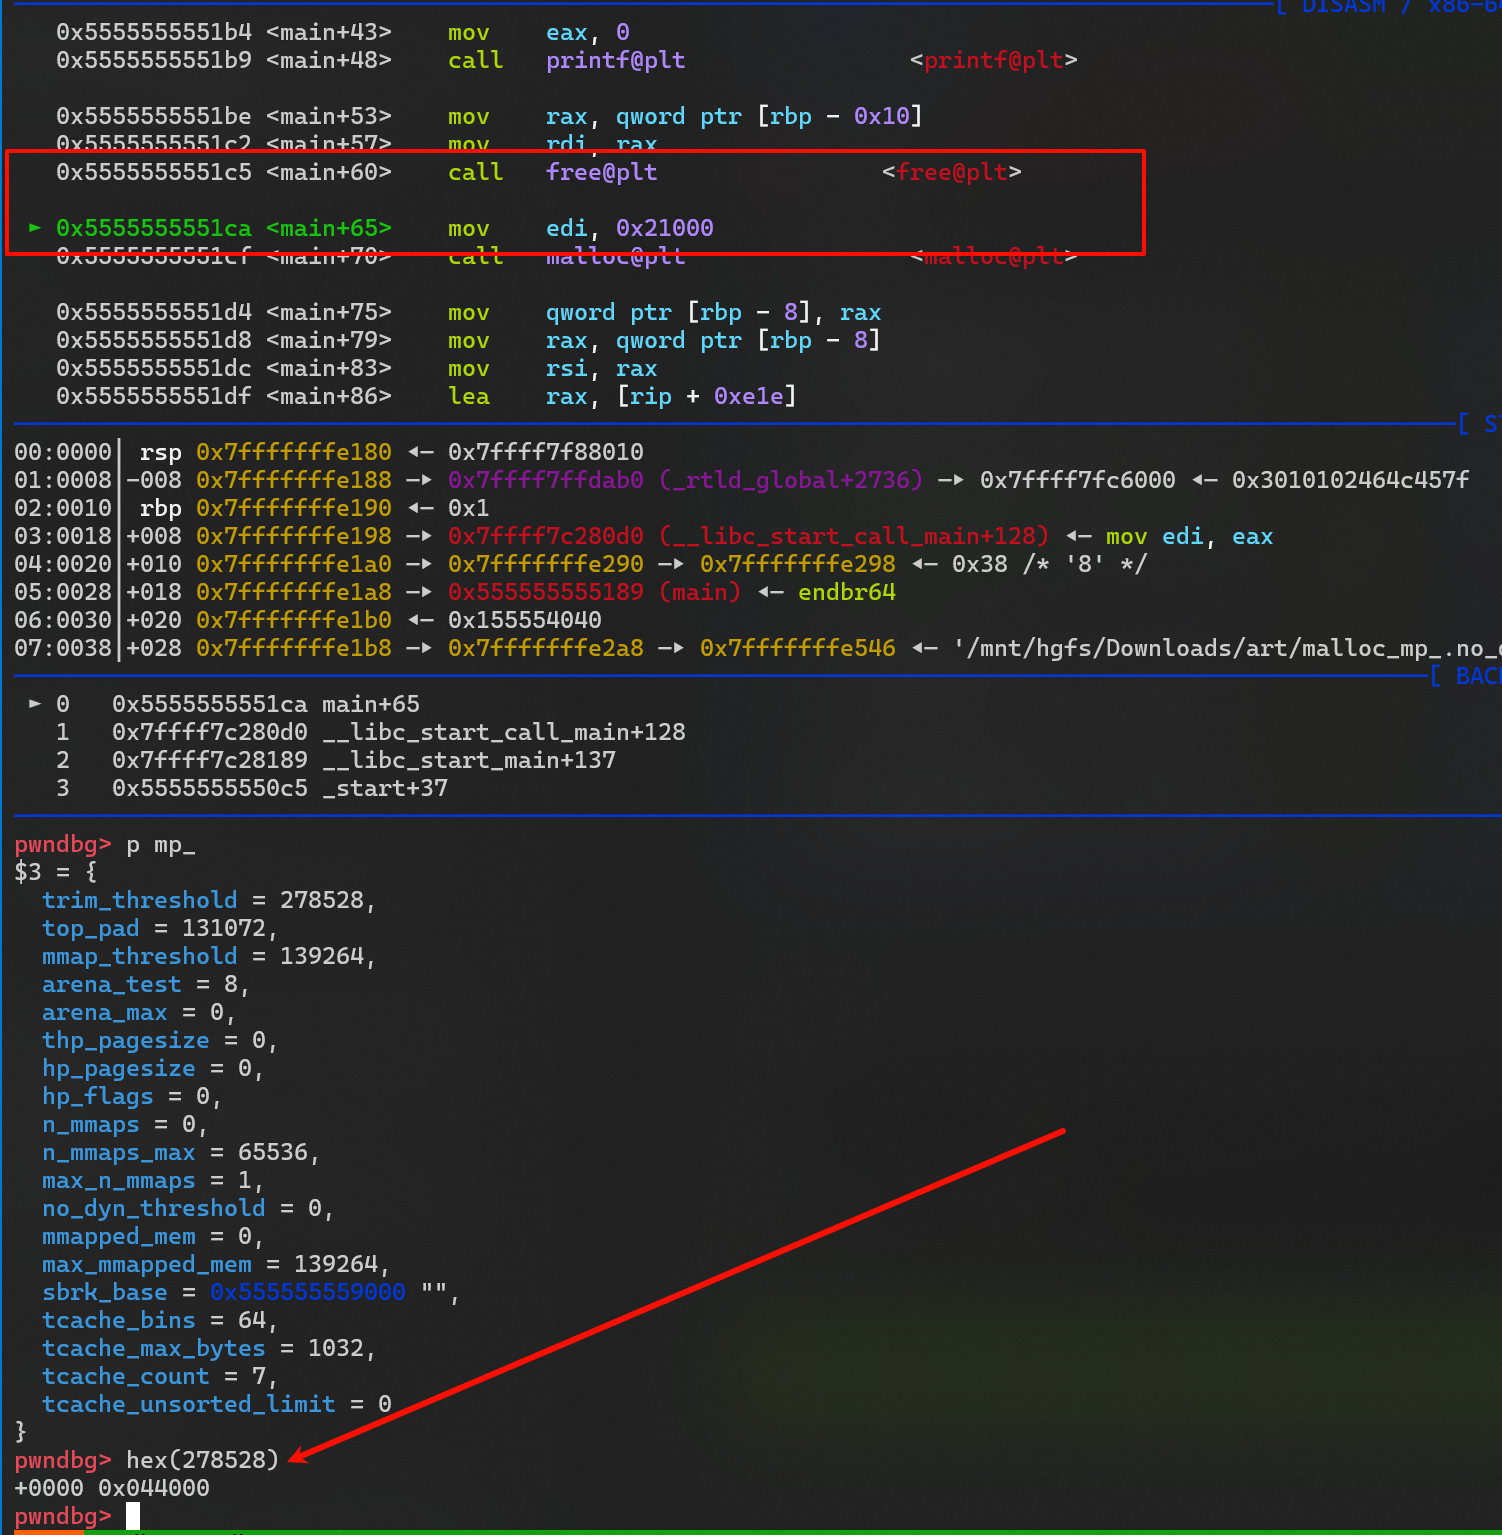 [ DISASM / x86-64
0x5555555551b4 <main+43>    mov    eax, 0
0x5555555551b9 <main+48>    call   printf@plt                <printf@plt>
0x5555555551be <main+53>    mov    rax, qword ptr [rbp - 0x10]
0x5555555551c2 <main+57>    mov    rdi, rax
0x5555555551c5 <main+60>    call   free@plt                <free@plt>
► 0x5555555551ca <main+65>    mov    edi, 0x21000
0x5555555551cf <main+70>    call   malloc@plt                <malloc@plt>
0x5555555551d4 <main+75>    mov    qword ptr [rbp - 8], rax
0x5555555551d8 <main+79>    mov    rax, qword ptr [rbp - 8]
0x5555555551dc <main+83>    mov    rsi, rax
0x5555555551df <main+86>    lea    rax, [rip + 0xe1e]
[ ST
00:0000│ rsp 0x7fffffffe180 ◂— 0x7ffff7f88010
01:0008│-008 0x7fffffffe188 —▸ 0x7ffff7ffdab0 (_rtld_global+2736) —▸ 0x7ffff7fc6000 ◂— 0x3010102464c457f
02:0010│ rbp 0x7fffffffe190 ◂— 0x1
03:0018│+008 0x7fffffffe198 —▸ 0x7ffff7c280d0 (__libc_start_call_main+128) ◂— mov edi, eax
04:0020│+010 0x7fffffffe1a0 —▸ 0x7fffffffe290 —▸ 0x7fffffffe298 ◂— 0x38 /* '8' */
05:0028│+018 0x7fffffffe1a8 —▸ 0x555555555189 (main) ◂— endbr64
06:0030│+020 0x7fffffffe1b0 ◂— 0x155554040
07:0038│+028 0x7fffffffe1b8 —▸ 0x7fffffffe2a8 —▸ 0x7fffffffe546 ◂— '/mnt/hgfs/Downloads/art/malloc_mp_.no_
[ BAC
► 0   0x5555555551ca main+65
1   0x7ffff7c280d0 __libc_start_call_main+128
2   0x7ffff7c28189 __libc_start_main+137
3   0x5555555550c5 _start+37
pwndbg> p mp_
$3 = {
trim_threshold = 278528,
top_pad = 131072,
mmap_threshold = 139264,
arena_test = 8,
arena_max = 0,
thp_pagesize = 0,
hp_pagesize = 0,
hp_flags = 0,
n_mmaps = 0,
n_mmaps_max = 65536,
max_n_mmaps = 1,
no_dyn_threshold = 0,
mmapped_mem = 0,
max_mmapped_mem = 139264,
sbrk_base = 0x555555559000 "",
tcache_bins = 64,
tcache_max_bytes = 1032,
tcache_count = 7,
tcache_unsorted_limit = 0
}
pwndbg> hex(278528)
+0000 0x044000
pwndbg>